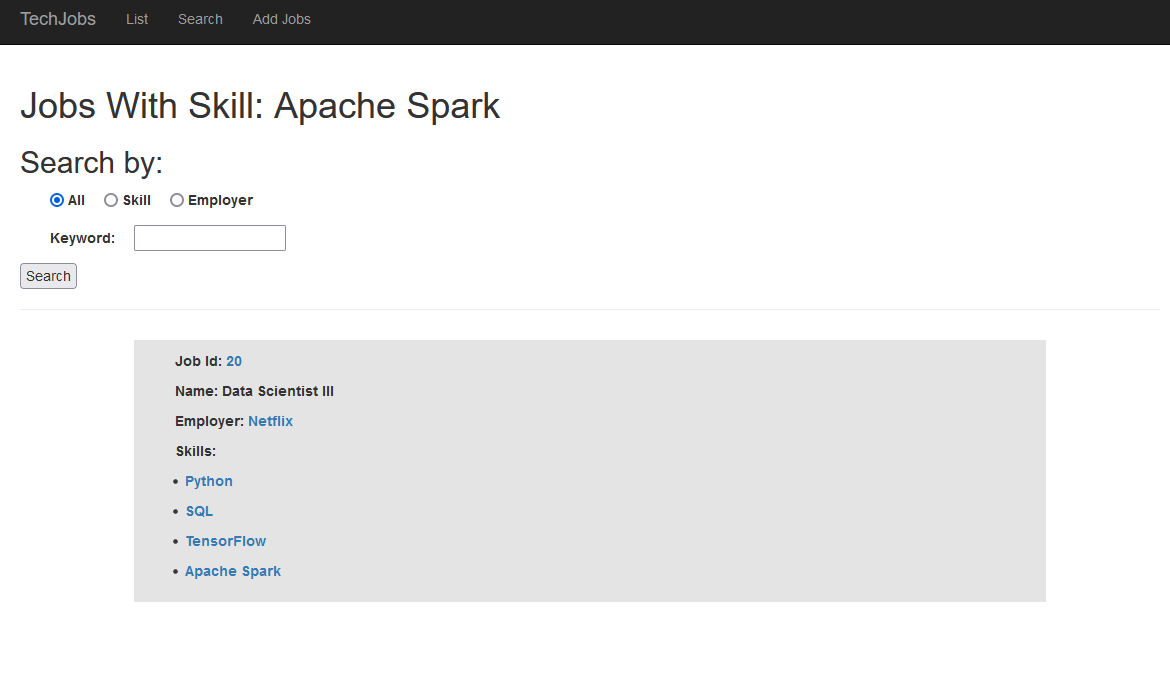 TechJobs List Search Add Jobs
Jobs With Skill: Apache Spark
Search by:
All Skill Employer
Keyword:
Search
Job Id: 20
Name: Data Scientist III
Employer: Netflix
Skills:
• Python
• SQL
• TensorFlow
• Apache Spark